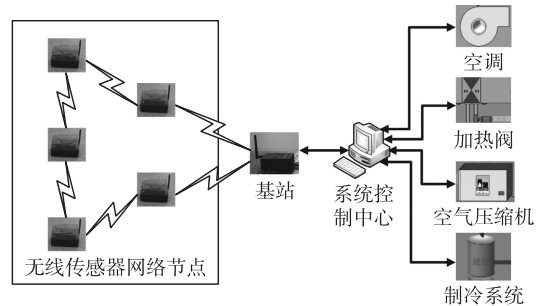 空调
加热阀
基站
系统控
制中心
空气压缩机
无线传感器网络节点
制冷系统